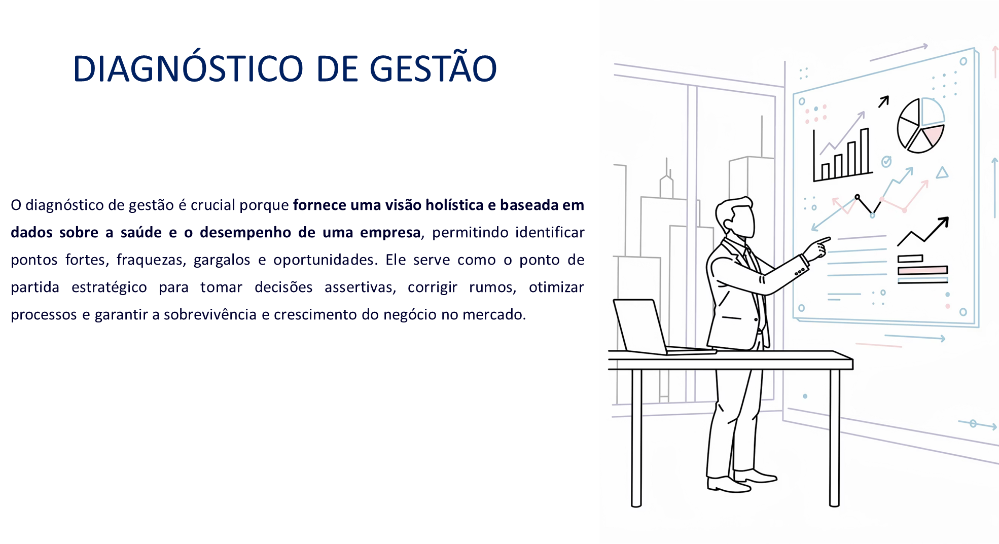 DIAGNÓSTICO DE GESTÃO
O diagnóstico de gestão é crucial porque fornece uma visão holística e baseada em
dados sobre a saúde e o desempenho de uma empresa, permitindo identificar
pontos fortes, fraquezas, gargalos e oportunidades. Ele serve como o ponto de
partida estratégico para tomar decisões assertivas, corrigir rumos, otimizar
processos e garantir a sobrevivência e crescimento do negócio no mercado.